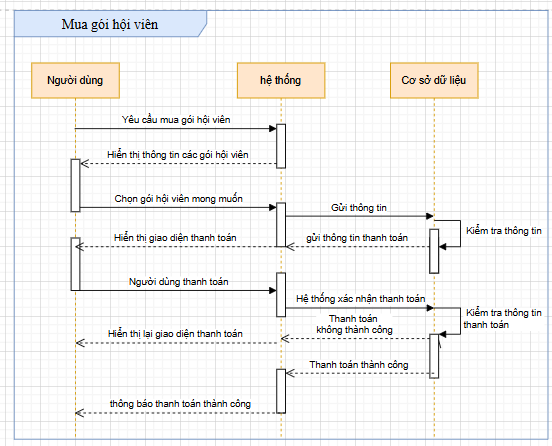 Mua gói hội viên
Người dùng
hệ thống
Cơ sở dữ liệu
Yêu cầu mua gói hội viên
Hiển thị thông tin các gói hội viên
Chọn gói hội viên mong muốn
Gửi thông tin
Kiểm tra thông tin
Hiển thị giao diện thanh toán
gửi thông tin thanh toán
Người dùng thanh toán
Hệ thống xác nhận thanh toán
Kiểm tra thông tin
thanh toán
Thanh toán
không thành công
Hiển thị lại giao diện thanh toán
Thanh toán thành công
thông báo thanh toán thành công